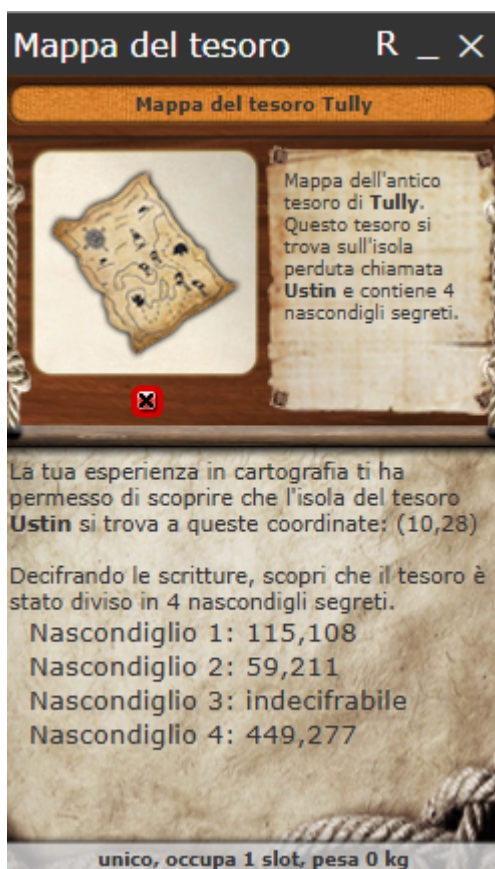 Mappa del tesoro R _ ×
Mappa del tesoro Tully
Mappa dell'antico
tesoro di Tully.
Questo tesoro si
trova sull'isola
perduta chiamata
Ustin e contiene 4
nascondigli segreti.
La tua esperienza in cartografia ti ha
permesso di scoprire che l'isola del tesoro
Ustin si trova a queste coordinate: (10,28)
Decifrando le scritture, scopri che il tesoro è
stato diviso in 4 nascondigli segreti.
Nascondiglio 1: 115,108
Nascondiglio 2: 59,211
Nascondiglio 3: indecifrabile
Nascondiglio 4: 449,277
unico, occupa 1 slot, pesa 0 kg